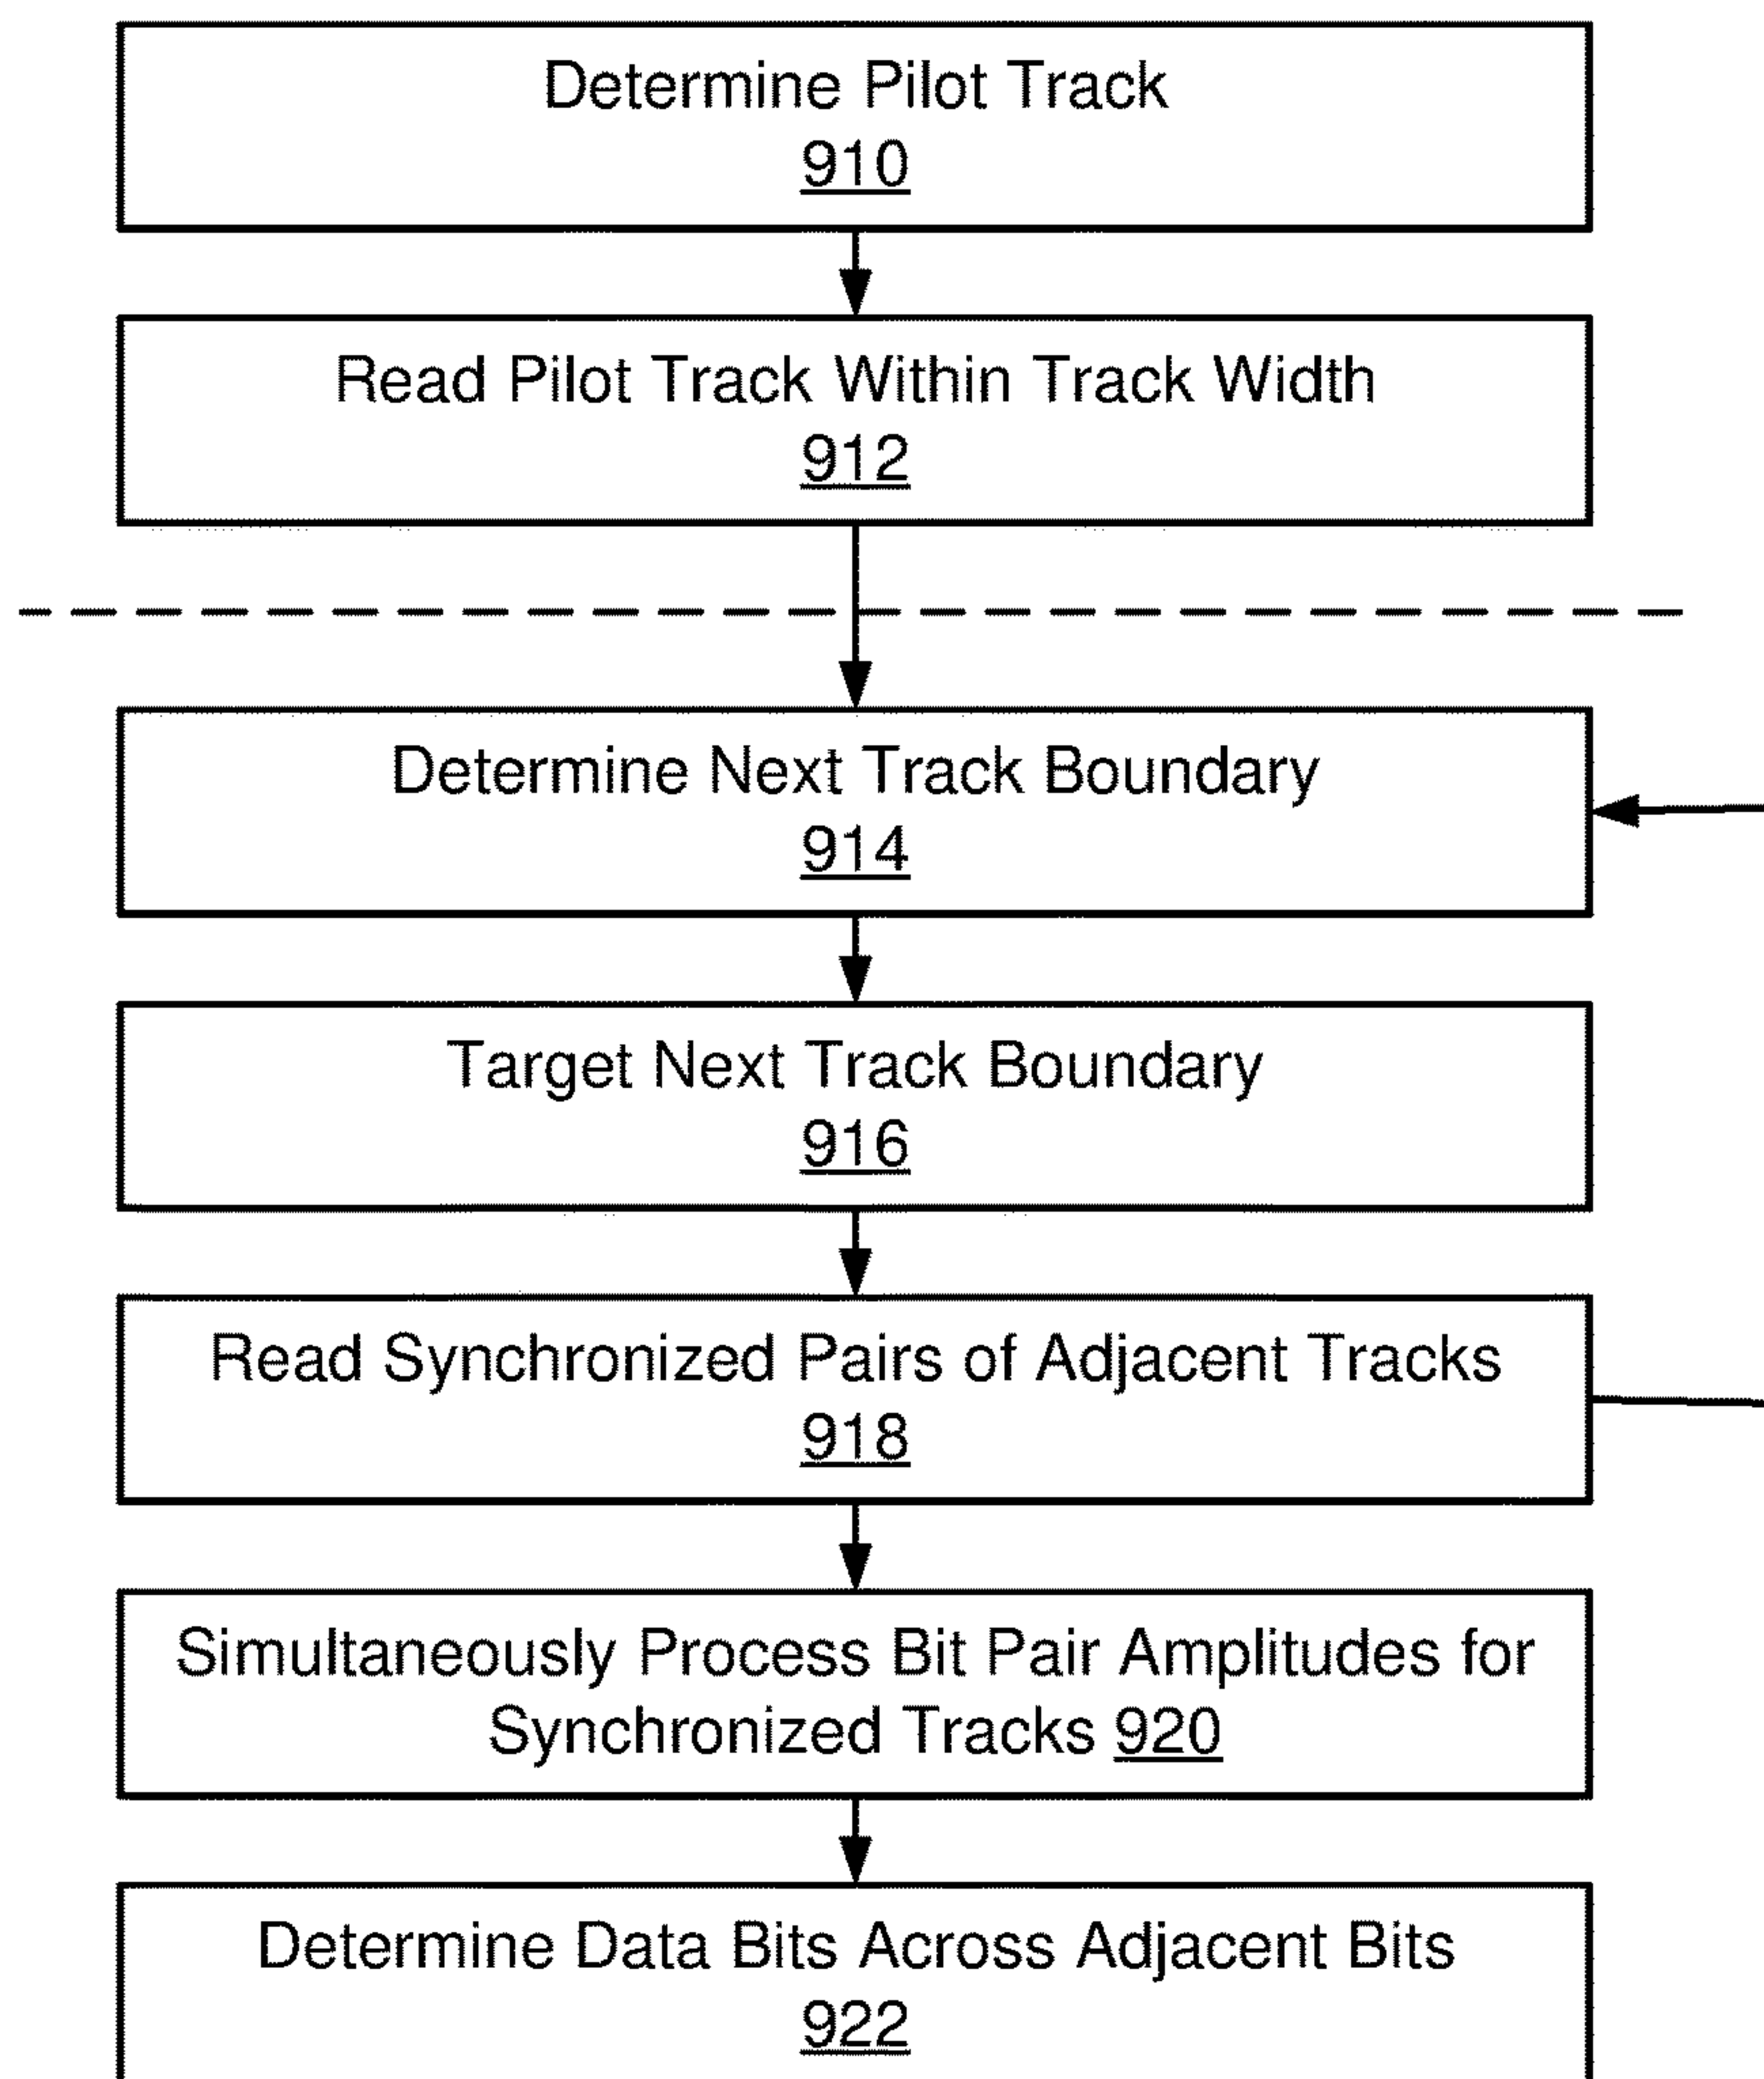 Determine Pilot Track
910
Read Pilot Track Within Track Width
912
Determine Next Track Boundary
914
Target Next Track Boundary
916
Read Synchronized Pairs of Adjacent Tracks
918
Simultaneously Process Bit Pair Amplitudes for
Synchronized Tracks 920
Determine Data Bits Across Adjacent Bits
922